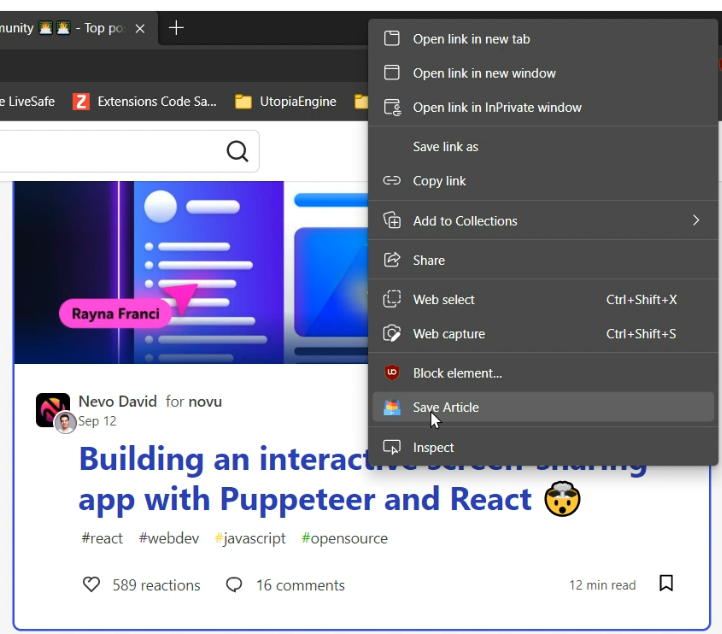 munity - Top po
Open link in new tab
Open link in new window
Open link in InPrivate window
Save link as
Copy link
Add to Collections
Share
Web select Ctrl+Shift+X
Web capture Ctrl+Shift+S
Block element...
Save Article
Inspect
e LiveSafe
Z Extensions Code Sa...
UtopiaEngine
Rayna Franci
Nevo David for novu
Sep 12
Building an interactive screen-sharing
app with Puppeteer and React 🤯
#react #webdev #javascript #opensource
589 reactions 16 comments 12 min read